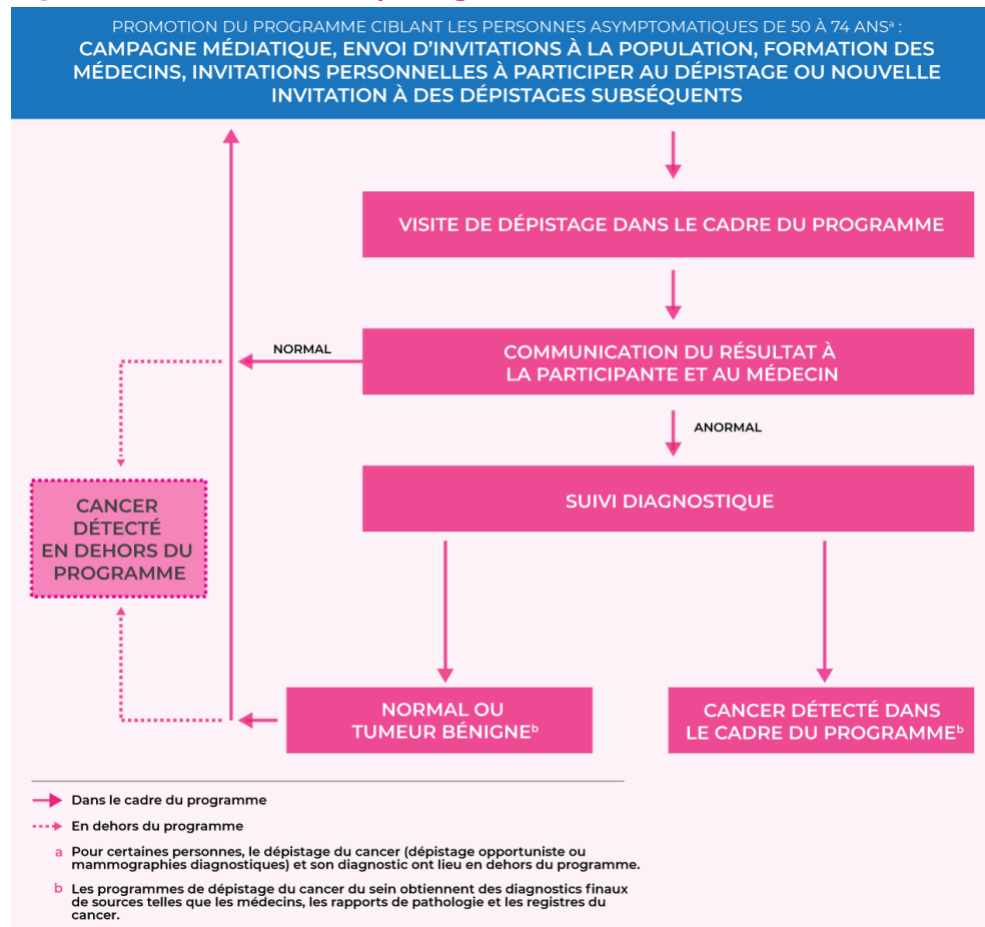 PROMOTION DU PROGRAMME CIBLANT LES PERSONNES ASYMPTOMATIQUES DE 50 À 74 ANSᵃ :
CAMPAGNE MÉDIATIQUE, ENVOI D’INVITATIONS À LA POPULATION, FORMATION DES
MÉDECINS, INVITATIONS PERSONNELLES À PARTICIPER AU DÉPISTAGE OU NOUVELLE
INVITATION À DES DÉPISTAGES SUBSÉQUENTS
VISITE DE DÉPISTAGE DANS LE CADRE DU PROGRAMME
NORMAL
COMMUNICATION DU RÉSULTAT À
LA PARTICIPANTE ET AU MÉDECIN
ANORMAL
SUIVI DIAGNOSTIQUE
CANCER
DÉTECTÉ
EN DEHORS DU
PROGRAMME
NORMAL OU
TUMEUR BÉNIGNEᵇ
CANCER DÉTECTÉ DANS
LE CADRE DU PROGRAMMEᵇ
Dans le cadre du programme
En dehors du programme
a Pour certaines personnes, le dépistage du cancer (dépistage opportuniste ou
mammographies diagnostiques) et son diagnostic ont lieu en dehors du programme.
b Les programmes de dépistage du cancer du sein obtiennent des diagnostics finaux
de sources telles que les médecins, les rapports de pathologie et les registres du
cancer.